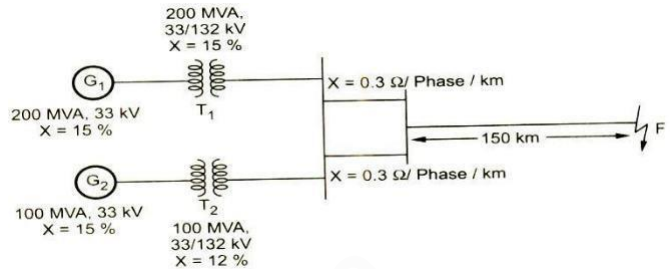 200 MVA,
33/132 kV
X = 15 %
G1
T1
200 MVA, 33 kV
X = 15 %
X = 0.3 Ω/ Phase / km
150 km
F
G2
T2
X = 0.3 Ω/ Phase / km
100 MVA, 33 kV
X = 15 %
100 MVA,
33/132 kV
X = 12 %